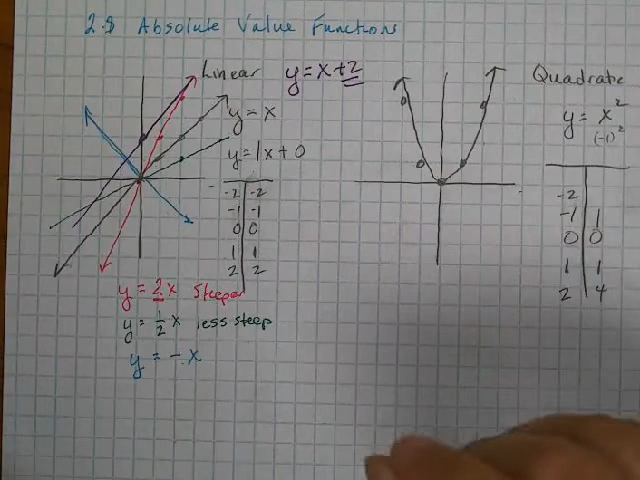 2.8 Absolute Value Functions
Linear
y = x + 2
y = x
y = 1x + 0
-2 -2
-1 -1
0 0
1 1
2 2
y = 2x steeper
y = 1/2 x less steep
y = -x
Quadratic
y = x²
(-1)²
-2
-1 1
0 0
1 1
2 4